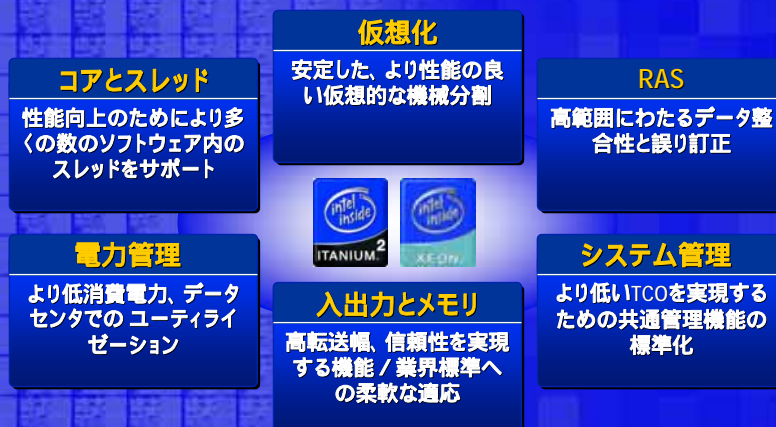 仮想化
安定した、より性能の良
い仮想的な機械分割
コアとスレッド
性能向上のためにより多
くの数のソフトウェア内の
スレッドをサポート
RAS
高範囲にわたるデータ整
合性と誤り訂正
intel
inside
ITANIUM 2
intel
inside
XEON
電力管理
より低消費電力、データ
センタでの ユーティライ
ゼーション
入出力とメモリ
高転送幅、信頼性を実現
する機能 / 業界標準へ
の柔軟な適応
システム管理
より低いTCOを実現する
ための共通管理機能の
標準化